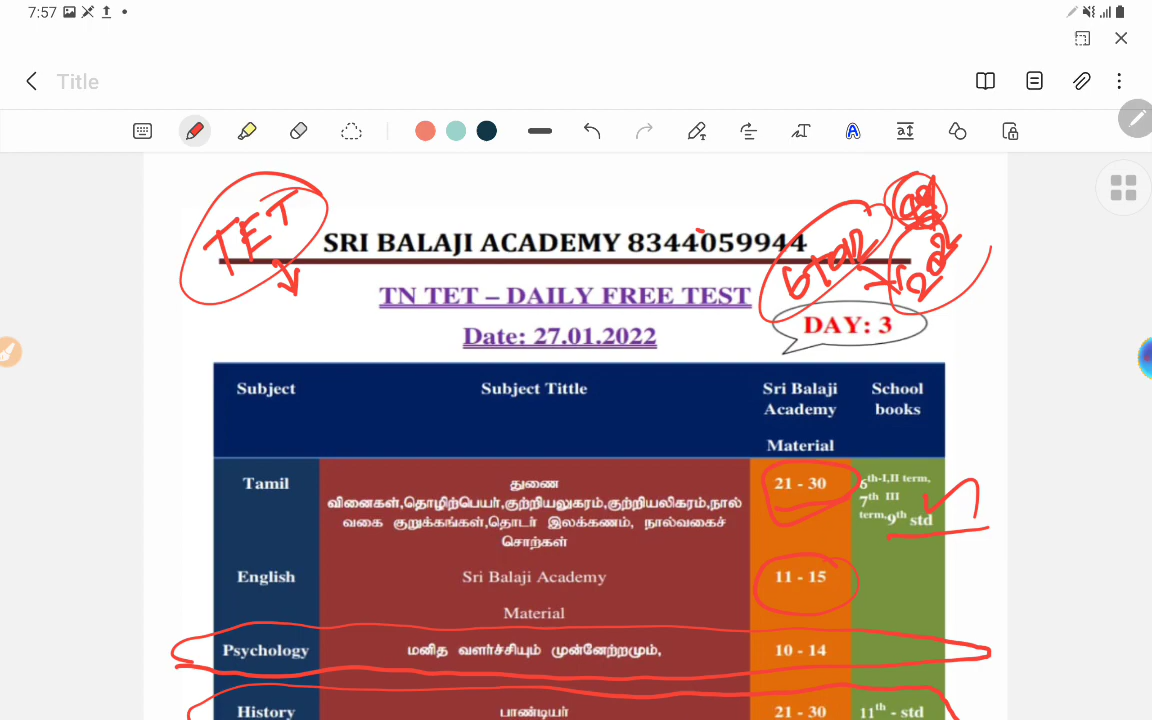 7:57
Title
TET
SRI BALAJI ACADEMY 8344059944
TN TET – DAILY FREE TEST
Date: 27.01.2022
DAY: 3
Subject
Subject Tittle
Sri Balaji Academy Material
School books
Tamil
துணை
வினைகள்,தொழிற்பெயர்,குற்றியலுகரம்,குற்றியலிகரம்,நால்
வகை குறுக்கங்கள்,தொடர் இலக்கணம், நால்வகைச்
சொற்கள்
21 - 30
6th-I,II term,
7th III
term,9th std
English
Sri Balaji Academy
Material
11 - 15
Psychology
மனித வளர்ச்சியும் முன்னேற்றமும்,
10 - 14
History
பாண்டியர்
21 - 30
11th - std